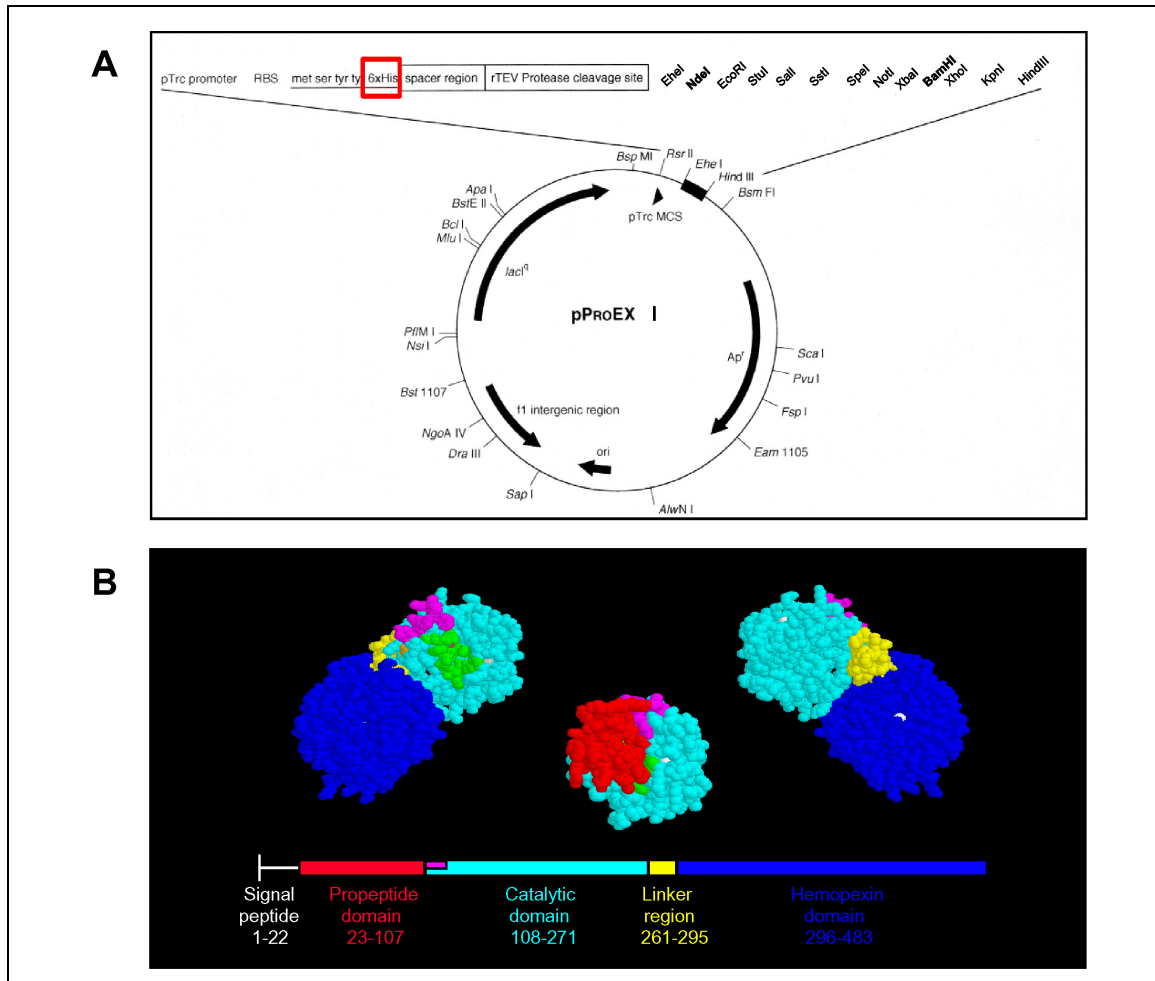 A
pTrc promoter RBS met ser tyr ty 6xHis spacer region rTEV Protease cleavage site EheI NdeI EcoRI StuI SalI SstI SpeI NotI XbaI BamHI XhoI KpnI HindIII
Bsp MI
Rsr II
Ehe I
Hind III
Bsm FI
pTrc MCS
Apa I
BstE II
Bcl I
Mlu I
lacIq
pPROEX I
PflM I
Nsi I
Apr
Sca I
Pvu I
Bst 1107
Fsp I
f1 intergenic region
NgoA IV
Dra III
ori
Eam 1105
Sap I
AlwN I
B
Signal Propeptide Catalytic Linker Hemopexin
peptide domain domain region domain
1-22 23-107 108-271 261-295 296-483